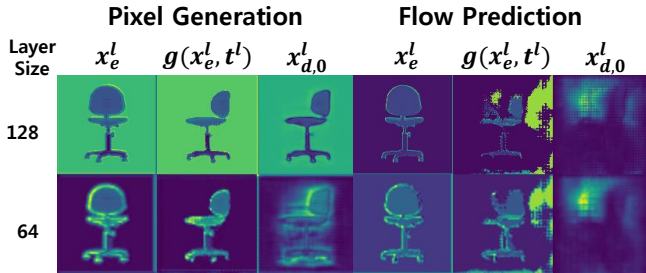 Pixel Generation Flow Prediction
Layer Size $x_e^l$ $g(x_e^l, t^l)$ $x_{d,0}^l$ $x_e^l$ $g(x_e^l, t^l)$ $x_{d,0}^l$
128
64